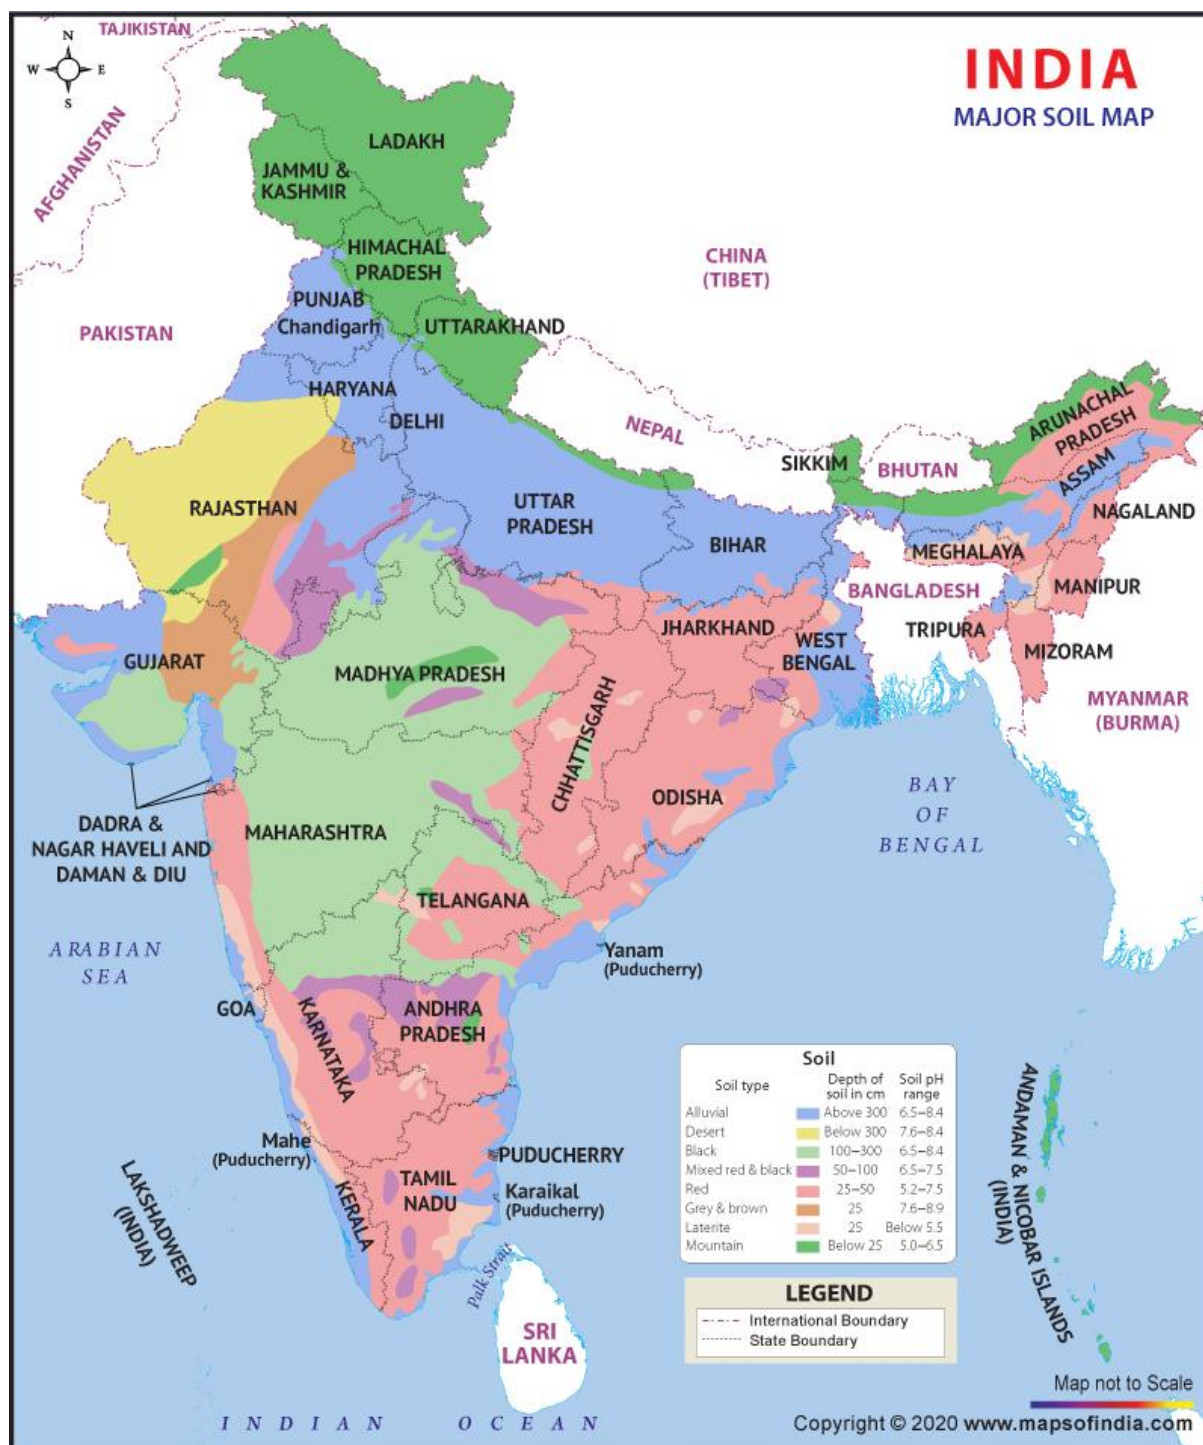 TAJIKISTAN
N
W
E
S
INDIA
MAJOR SOIL MAP
AFGHANISTAN
LADAKH
JAMMU &
KASHMIR
HIMACHAL
PRADESH
CHINA
(TIBET)
PUNJAB
Chandigarh
UTTARAKHAND
PAKISTAN
HARYANA
DELHI
NEPAL
ARUNACHAL
PRADESH
SIKKIM
BHUTAN
ASSAM
RAJASTHAN
UTTAR
PRADESH
NAGALAND
BIHAR
MEGHALAYA
BANGLADESH
MANIPUR
JHARKHAND
WEST
BENGAL
TRIPURA
MIZORAM
GUJARAT
MADHYA PRADESH
MYANMAR
(BURMA)
CHHATTISGARH
ODISHA
BAY
OF
BENGAL
DADRA &
NAGAR HAVELI AND
DAMAN & DIU
MAHARASHTRA
TELANGANA
ARABIAN
SEA
Yanam
(Puducherry)
GOA
KARNATAKA
ANDHRA
PRADESH
Soil
Soil type
Depth of
soil in cm
Soil pH
range
Alluvial Above 300 6.5–8.4
Desert Below 300 7.6–8.4
Black 100–300 6.5–8.4
Mixed red & black 50–100 6.5–7.5
Red 25–50 5.2–7.5
Grey & brown 25 7.6–8.9
Laterite 25 Below 5.5
Mountain Below 25 5.0–6.5
Mahe
(Puducherry)
PUDUCHERRY
LAKSHADWEEP
(INDIA)
KERALA
TAMIL
NADU
Karaikal
(Puducherry)
ANDAMAN & NICOBAR ISLANDS
(INDIA)
Palk Strait
SRI
LANKA
LEGEND
International Boundary
State Boundary
Map not to Scale
INDIAN OCEAN
Copyright © 2020 www.mapsofindia.com